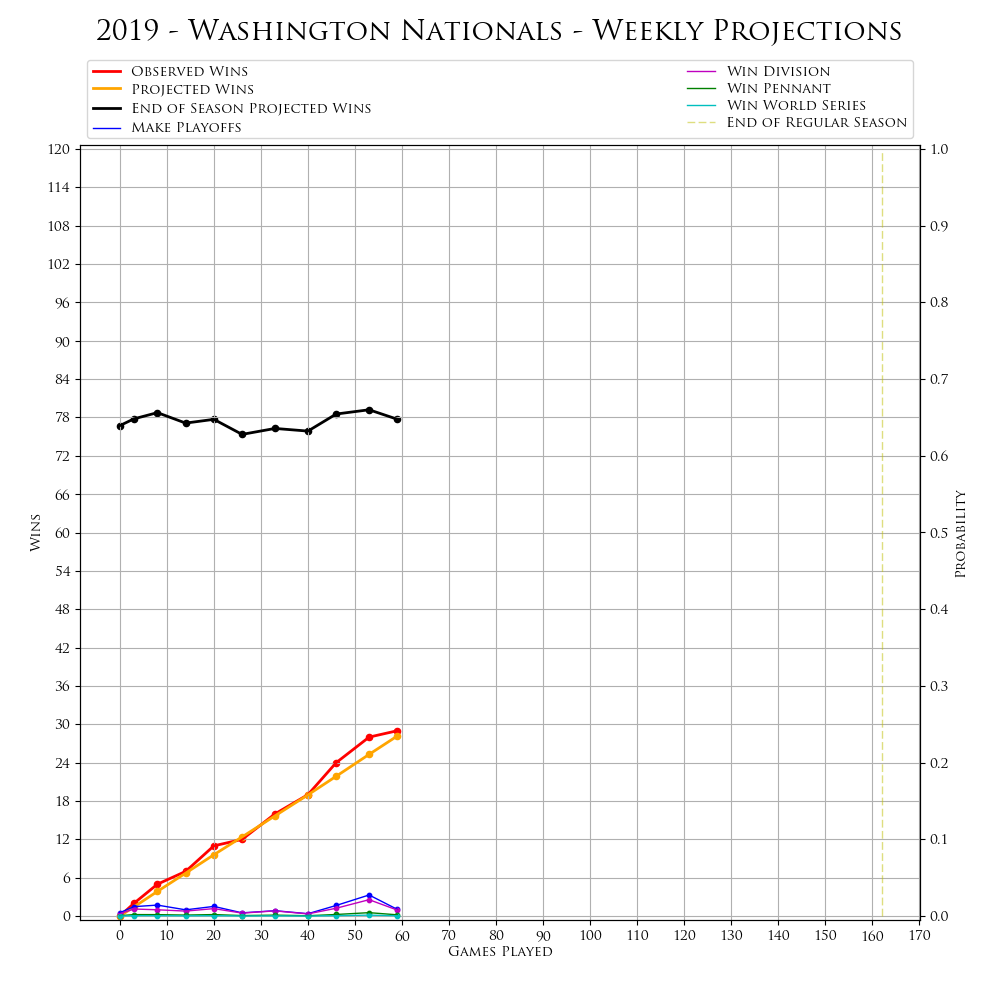 2019 - Washington Nationals - Weekly Projections
Observed Wins
Projected Wins
End of Season Projected Wins
Make Playoffs
Win Division
Win Pennant
Win World Series
End of Regular Season
120
114
108
102
96
90
84
78
72
66
60
54
48
42
36
30
24
18
12
6
0
Wins
1.0
0.9
0.8
0.7
0.6
0.5
0.4
0.3
0.2
0.1
0.0
Probability
0 10 20 30 40 50 60 70 80 90 100 110 120 130 140 150 160 170
Games Played